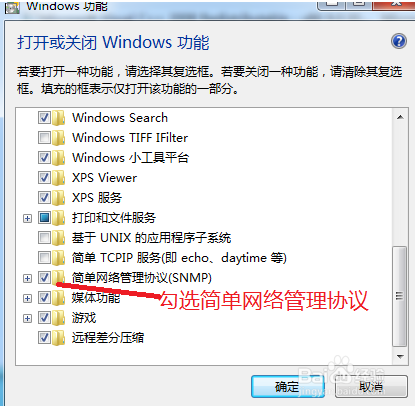 Windows 功能
打开或关闭 Windows 功能
若要打开一种功能，请选择其复选框。若要关闭一种功能，请清除其复选
框。填充的框表示仅打开该功能的一部分。
Windows Search
Windows TIFF IFilter
Windows 小工具平台
XPS Viewer
XPS 服务
打印和文件服务
基于 UNIX 的应用程序子系统
简单 TCPIP 服务(即 echo、daytime 等)
简单网络管理协议(SNMP)
媒体功能
勾选简单网络管理协议
游戏
远程差分压缩
确定
取消
Baidu 经验